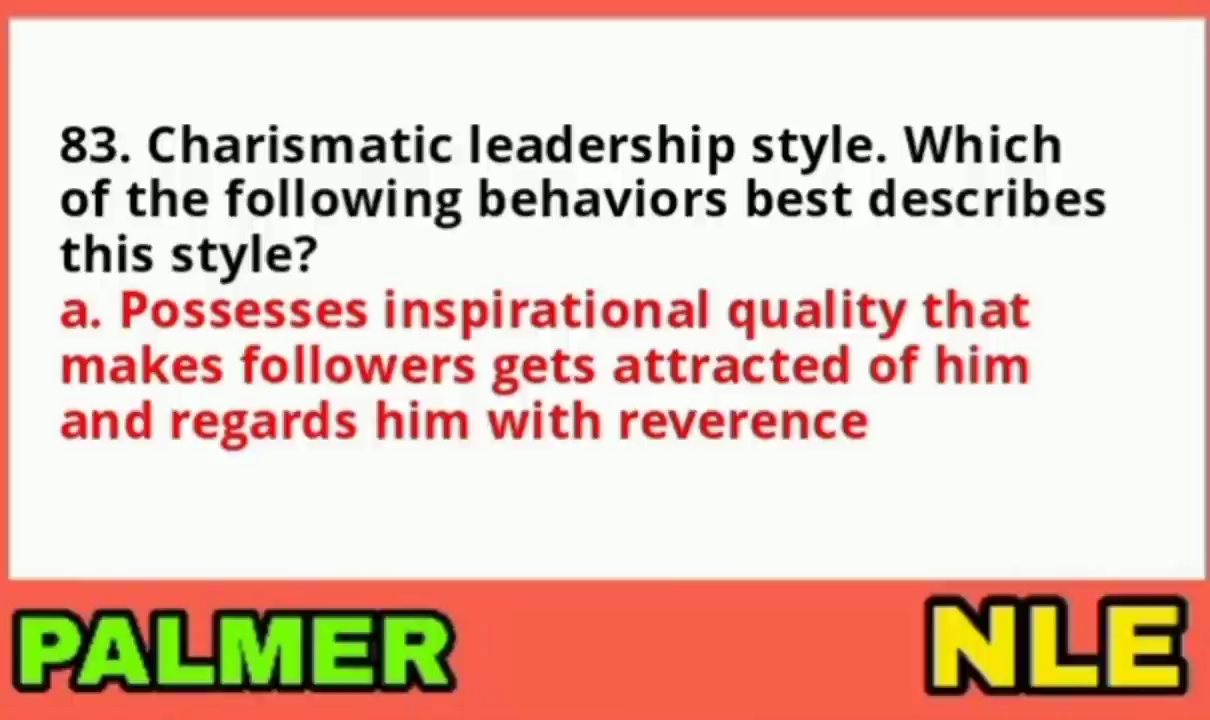 83. Charismatic leadership style. Which
of the following behaviors best describes
this style?
a. Possesses inspirational quality that
makes followers gets attracted of him
and regards him with reverence
PALMER
NLE